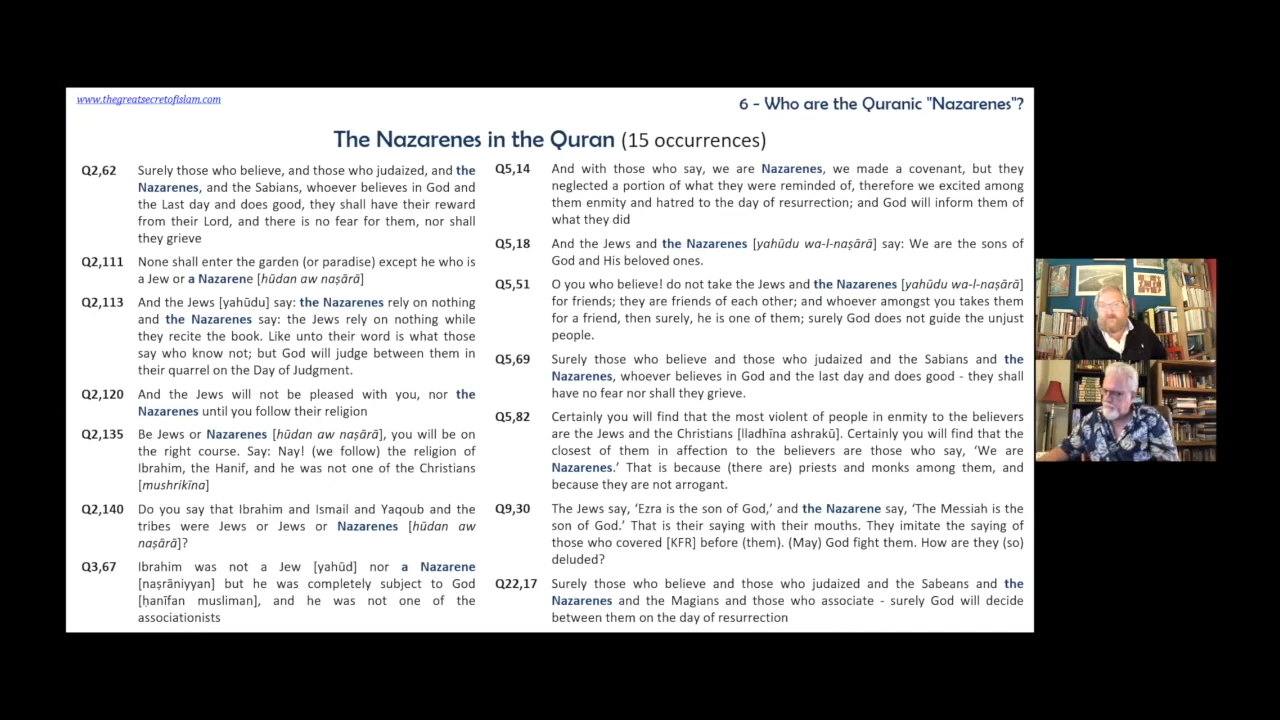 www.thegreatsecretofislam.com
6 - Who are the Quranic "Nazarenes"?
The Nazarenes in the Quran (15 occurrences)
Q2,62 Surely those who believe, and those who judaized, and the
Nazarenes, and the Sabians, whoever believes in God and
the Last day and does good, they shall have their reward
from their Lord, and there is no fear for them, nor shall
they grieve
Q2,111 None shall enter the garden (or paradise) except he who is
a Jew or a Nazarene [hūdan aw naṣārā]
Q2,113 And the Jews [yahūdu] say: the Nazarenes rely on nothing
and the Nazarenes say: the Jews rely on nothing while
they recite the book. Like unto their word is what those
say who know not; but God will judge between them in
their quarrel on the Day of Judgment.
Q2,120 And the Jews will not be pleased with you, nor the
Nazarenes until you follow their religion
Q2,135 Be Jews or Nazarenes [hūdan aw naṣārā], you will be on
the right course. Say: Nay! (we follow) the religion of
Ibrahim, the Hanif, and he was not one of the Christians
[mushrikīna]
Q2,140 Do you say that Ibrahim and Ismail and Yaqoub and the
tribes were Jews or Jews or Nazarenes [hūdan aw
naṣārā]?
Q3,67 Ibrahim was not a Jew [yahūd] nor a Nazarene
[naṣrāniyyan] but he was completely subject to God
[ḥanīfan musliman], and he was not one of the
associationists
Q5,14 And with those who say, we are Nazarenes, we made a covenant, but they
neglected a portion of what they were reminded of, therefore we excited among
them enmity and hatred to the day of resurrection; and God will inform them of
what they did
Q5,18 And the Jews and the Nazarenes [yahūdu wa-l-naṣārā] say: We are the sons of
God and His beloved ones.
Q5,51 O you who believe! do not take the Jews and the Nazarenes [yahūdu wa-l-naṣārā]
for friends; they are friends of each other; and whoever amongst you takes them
for a friend, then surely, he is one of them; surely God does not guide the unjust
people.
Q5,69 Surely those who believe and those who judaized and the Sabians and the
Nazarenes, whoever believes in God and the last day and does good - they shall
have no fear nor shall they grieve.
Q5,82 Certainly you will find that the most violent of people in enmity to the believers
are the Jews and the Christians [lladhīna ashrakū]. Certainly you will find that the
closest of them in affection to the believers are those who say, ‘We are
Nazarenes.’ That is because (there are) priests and monks among them, and
because they are not arrogant.
Q9,30 The Jews say, ‘Ezra is the son of God,’ and the Nazarene say, ‘The Messiah is the
son of God.’ That is their saying with their mouths. They imitate the saying of
those who covered [KFR] before (them). (May) God fight them. How are they (so)
deluded?
Q22,17 Surely those who believe and those who judaized and the Sabeans and the
Nazarenes and the Magians and those who associate - surely God will decide
between them on the day of resurrection